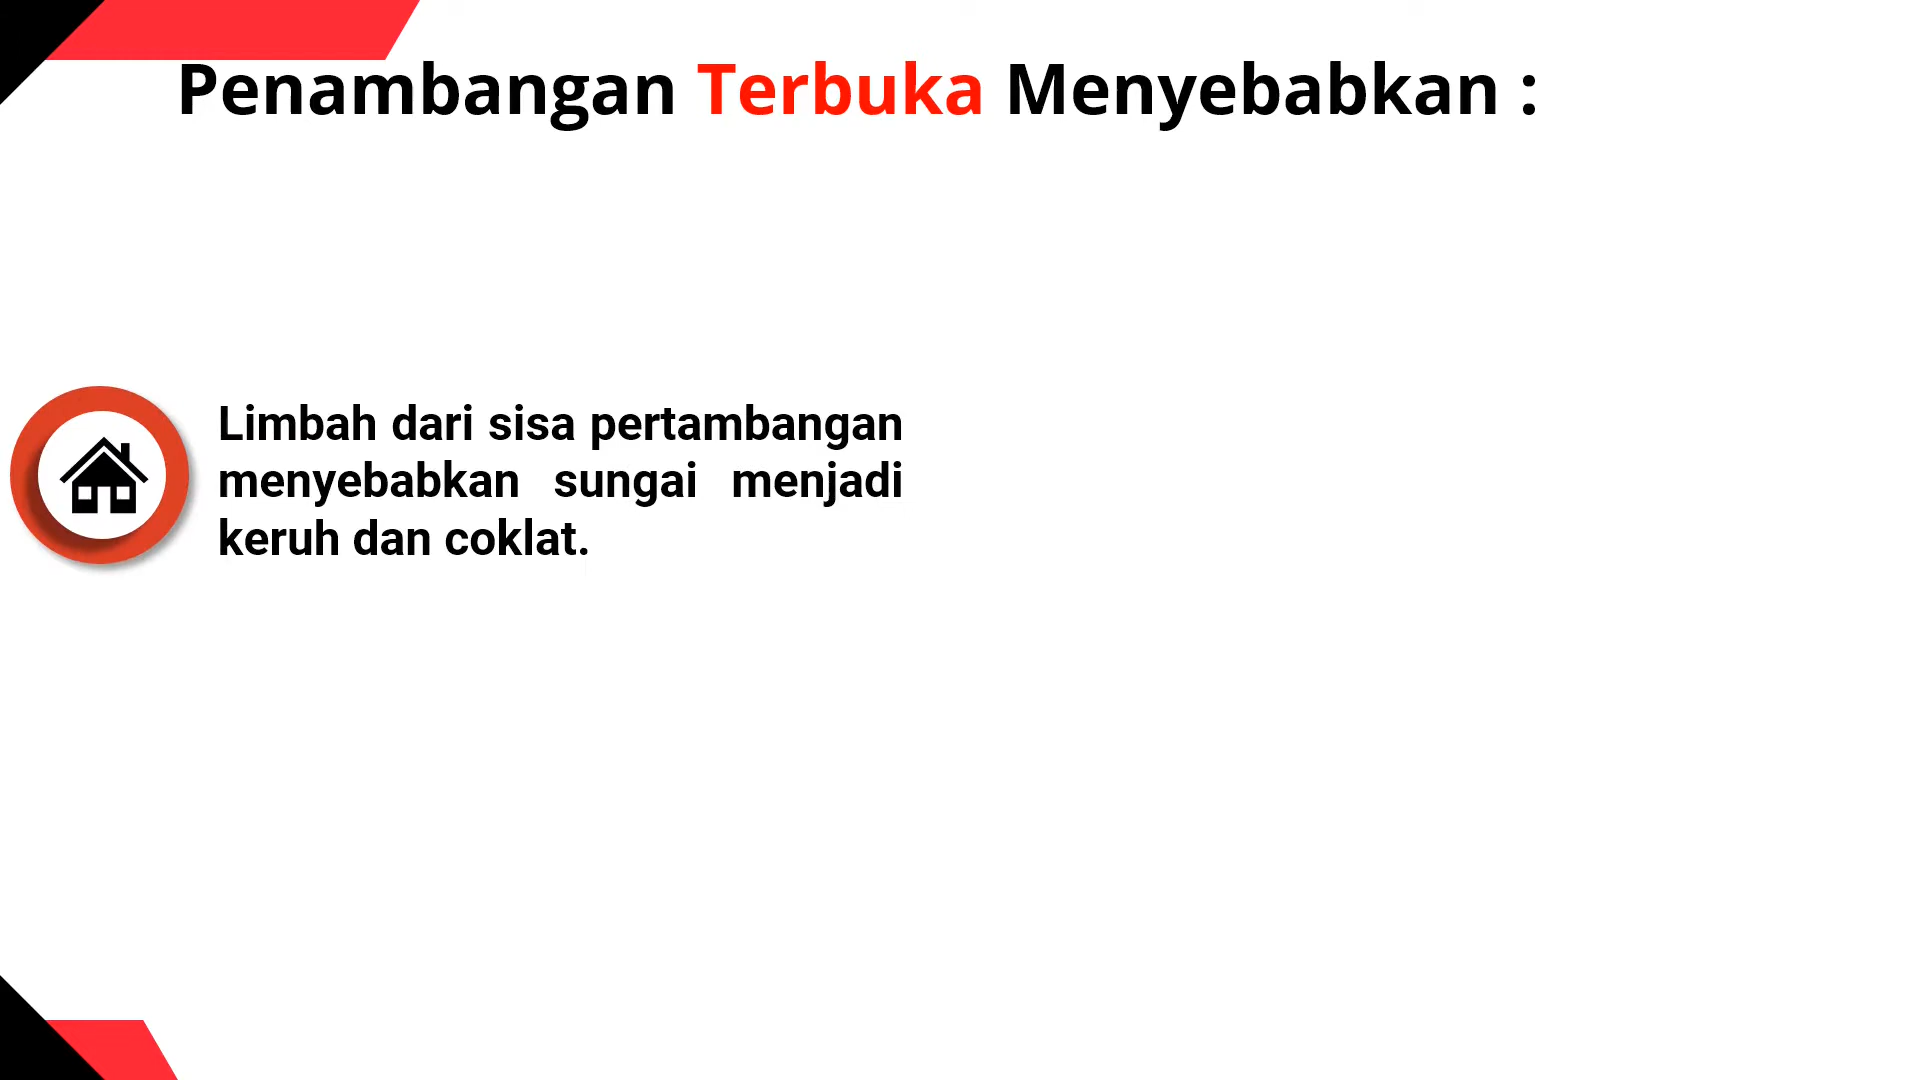 Penambangan Terbuka Menyebabkan :
Limbah dari sisa pertambangan
menyebabkan sungai menjadi
keruh dan coklat.